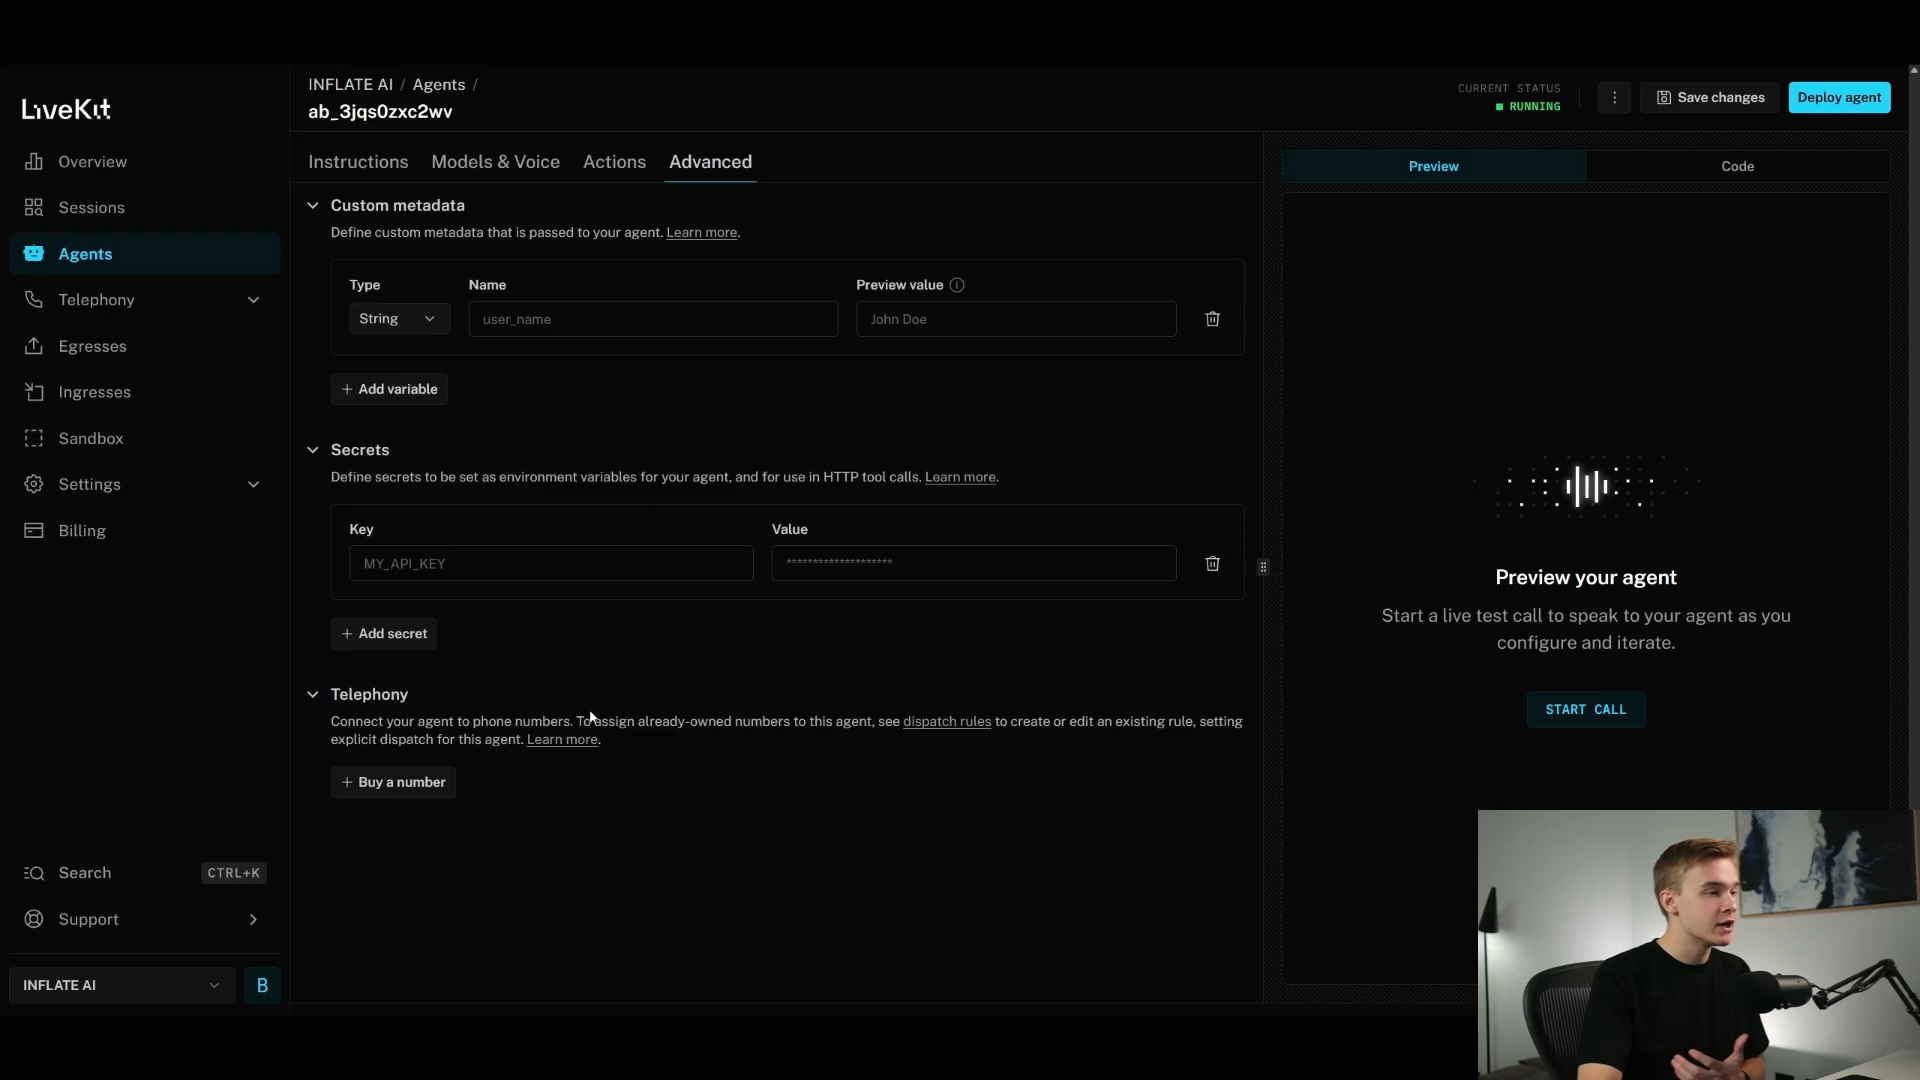 LiveKit
Overview
Sessions
Agents
Telephony
Egresses
Ingresses
Sandbox
Settings
Billing
Search
CTRL+K
Support
INFLATE AI
B
INFLATE AI / Agents /
ab_3jqs0zxc2wv
CURRENT STATUS
RUNNING
Save changes
Deploy agent
Instructions
Models & Voice
Actions
Advanced
Custom metadata
Define custom metadata that is passed to your agent. Learn more.
Type
Name
Preview value
String
user_name
John Doe
+ Add variable
Secrets
Define secrets to be set as environment variables for your agent, and for use in HTTP tool calls. Learn more.
Key
Value
MY_API_KEY
********************
+ Add secret
Telephony
Connect your agent to phone numbers. To assign already-owned numbers to this agent, see dispatch rules to create or edit an existing rule, setting
explicit dispatch for this agent. Learn more.
+ Buy a number
Preview
Code
Preview your agent
Start a live test call to speak to your agent as you
configure and iterate.
START CALL